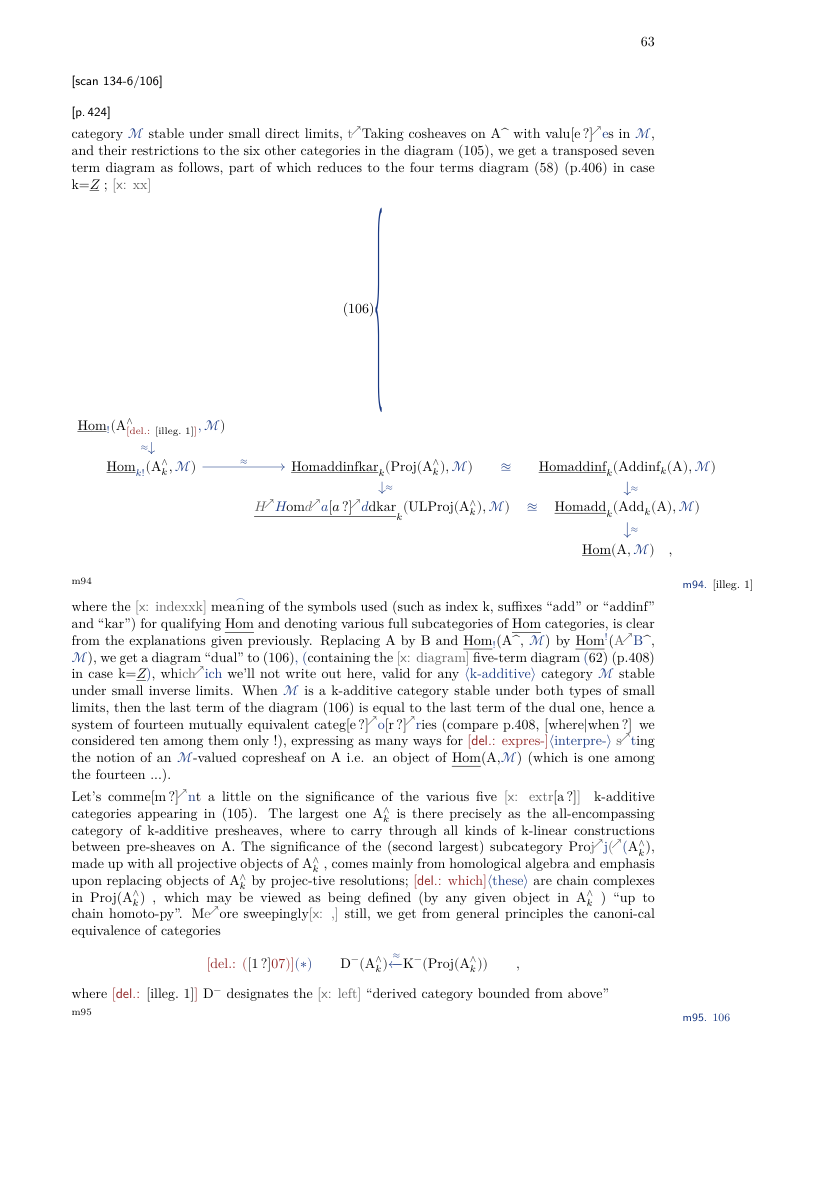 63
[scan 134-6/106]
[p. 424]
category ℳ stable under small direct limits, t↗Taking cosheaves on A^ with valu[e ?]↗es in ℳ,
and their restrictions to the six other categories in the diagram (105), we get a transposed seven
term diagram as follows, part of which reduces to the four terms diagram (58) (p.406) in case
k=Z ; [x: xx]
(106)
Hom!(A^[del.: [illeg. 1]], ℳ)
≈↓
Homk!(A^k, ℳ) ≈→ Homaddinfkark(Proj(A^k), ℳ) ≊ Homaddinfk(Addinfk(A), ℳ)
↓≈ ↓≈
H↗Homd↗a[a ?]↗ddkark(ULProj(A^k), ℳ) ≊ Homaddk(Addk(A), ℳ)
↓≈
Hom(A, ℳ) ,
m94
m94. [illeg. 1]
where the [x: indexxk] meaning of the symbols used (such as index k, suffixes “add” or “addinf”
and “kar”) for qualifying Hom and denoting various full subcategories of Hom categories, is clear
from the explanations given previously. Replacing A by B and Hom!(A^, ℳ) by Hom!(A↗B^,
ℳ), we get a diagram “dual” to (106), (containing the [x: diagram] five-term diagram (62) (p.408)
in case k=Z), which↗ich we’ll not write out here, valid for any ⟨k-additive⟩ category ℳ stable
under small inverse limits. When ℳ is a k-additive category stable under both types of small
limits, then the last term of the diagram (106) is equal to the last term of the dual one, hence a
system of fourteen mutually equivalent categ[e ?]↗o[r ?]↗ries (compare p.408, [where|when ?] we
considered ten among them only !), expressing as many ways for [del.: expres-]⟨interpre-⟩ s↗ting
the notion of an ℳ-valued copresheaf on A i.e. an object of Hom(A,ℳ) (which is one among
the fourteen ...).
Let’s comme[m ?]↗nt a little on the significance of the various five [x: extr[a ?]] k-additive
categories appearing in (105). The largest one A^k is there precisely as the all-encompassing
category of k-additive presheaves, where to carry through all kinds of k-linear constructions
between pre-sheaves on A. The significance of the (second largest) subcategory Proj↗j(↗(A^k),
made up with all projective objects of A^k , comes mainly from homological algebra and emphasis
upon replacing objects of A^k by projec-tive resolutions; [del.: which]⟨these⟩ are chain complexes
in Proj(A^k) , which may be viewed as being defined (by any given object in A^k ) “up to
chain homoto-py”. Me↗ore sweepingly[x: ,] still, we get from general principles the canoni-cal
equivalence of categories
[del.: ([1 ?]07)](∗) D−(A^k)≈←K−(Proj(A^k)) ,
where [del.: [illeg. 1]] D− designates the [x: left] “derived category bounded from above”
m95
m95. 106